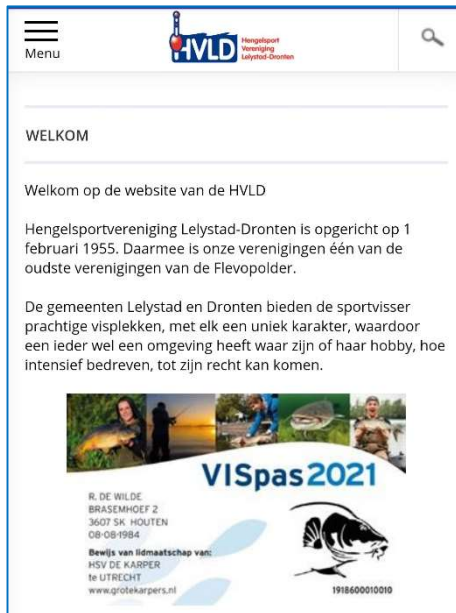 Menu
HVLD
Hengelsport
Vereniging
Lelystad-Dronten
WELKOM
Welkom op de website van de HVLD
Hengelsportvereniging Lelystad-Dronten is opgericht op 1
februari 1955. Daarmee is onze verenigingen één van de
oudste verenigingen van de Flevopolder.
De gemeenten Lelystad en Dronten bieden de sportvisser
prachtige visplekken, met elk een uniek karakter, waardoor
een ieder wel een omgeving heeft waar zijn of haar hobby, hoe
intensief bedreven, tot zijn recht kan komen.
VISpas2021
R. DE WILDE
BRASEMHOEF 2
3607 SK HOUTEN
08-08-1984
Bewijs van lidmaatschap van:
HSV DE KARPER
te UTRECHT
www.grotekarpers.nl
1918600010010